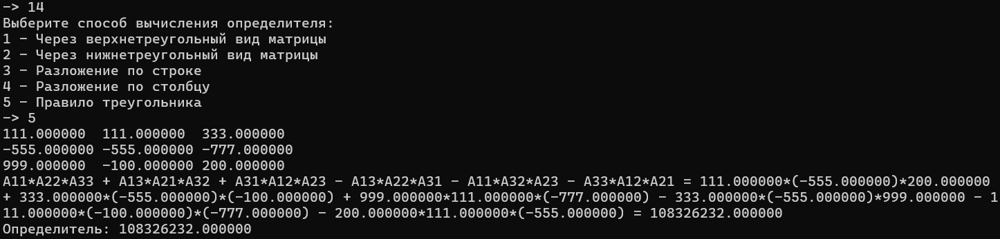 -> 14
Выберите способ вычисления определителя:
1 - Через верхнетреугольный вид матрицы
2 - Через нижнетреугольный вид матрицы
3 - Разложение по строке
4 - Разложение по столбцу
5 - Правило треугольника
-> 5
111.000000  111.000000  333.000000
-555.000000 -555.000000 -777.000000
999.000000  -100.000000 200.000000
A11*A22*A33 + A13*A21*A32 + A31*A12*A23 - A13*A22*A31 - A11*A32*A23 - A33*A12*A21 = 111.000000*(-555.000000)*200.000000
+ 333.000000*(-555.000000)*(-100.000000) + 999.000000*111.000000*(-777.000000) - 333.000000*(-555.000000)*999.000000 - 1
11.000000*(-100.000000)*(-777.000000) - 200.000000*111.000000*(-555.000000) = 108326232.000000
Определитель: 108326232.000000